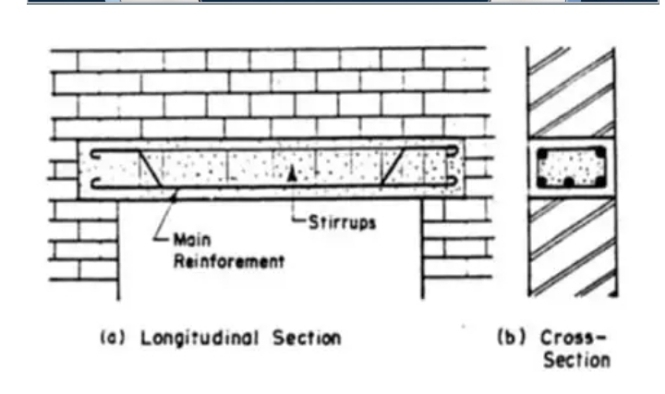 Stirrups
Main
Reinforement
(a) Longitudinal Section
(b) Cross-
Section